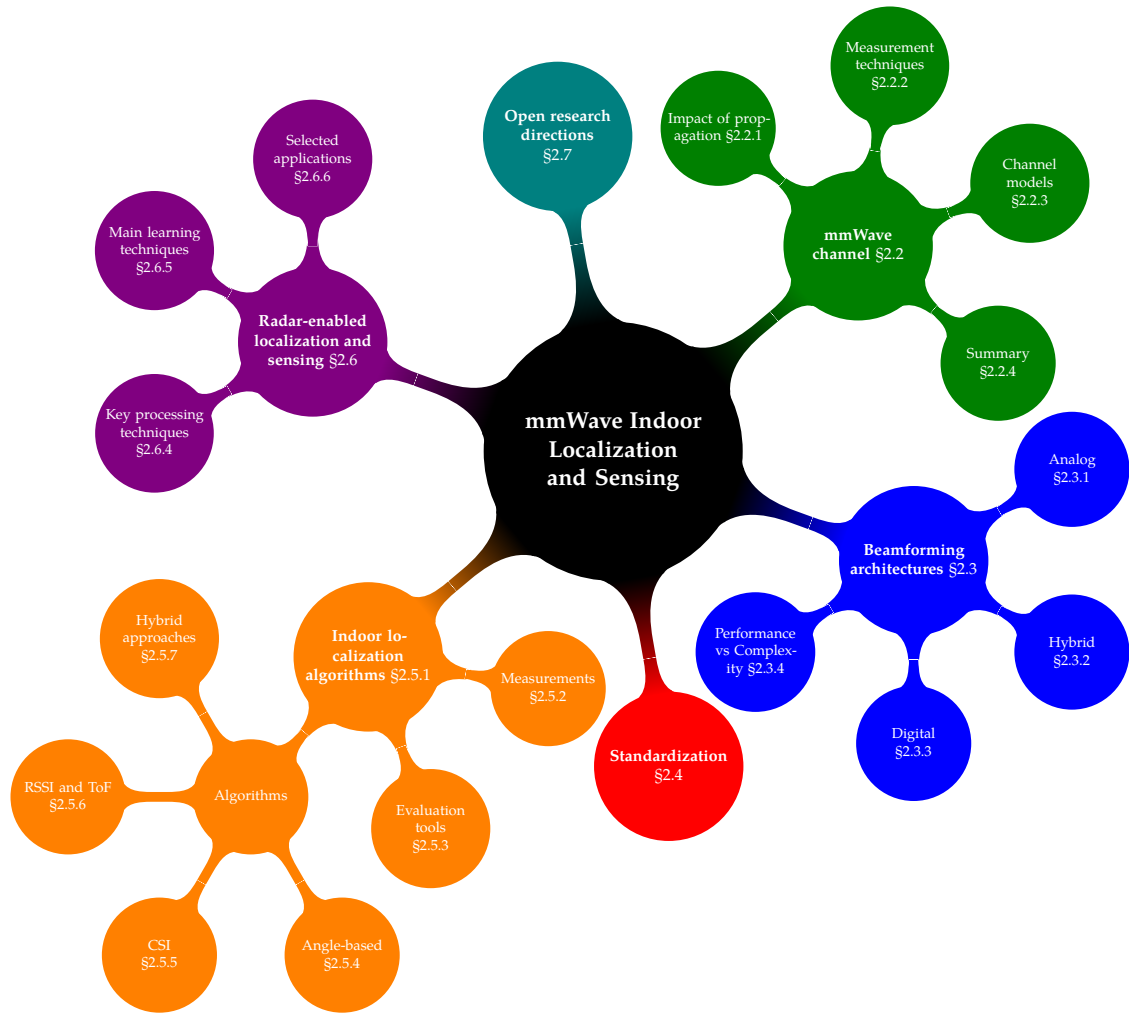 mmWave Indoor
Localization
and Sensing
Open research
directions
§2.7
mmWave
channel §2.2
Impact of prop-
agation §2.2.1
Measurement
techniques
§2.2.2
Channel
models
§2.2.3
Summary
§2.2.4
Beamforming
architectures §2.3
Analog
§2.3.1
Hybrid
§2.3.2
Digital
§2.3.3
Performance
vs Complex-
ity §2.3.4
Standardization
§2.4
Indoor lo-
calization
algorithms §2.5.1
Measurements
§2.5.2
Evaluation
tools
§2.5.3
Algorithms
Angle-based
§2.5.4
CSI
§2.5.5
RSSI and ToF
§2.5.6
Hybrid
approaches
§2.5.7
Radar-enabled
localization and
sensing §2.6
Key processing
techniques
§2.6.4
Main learning
techniques
§2.6.5
Selected
applications
§2.6.6